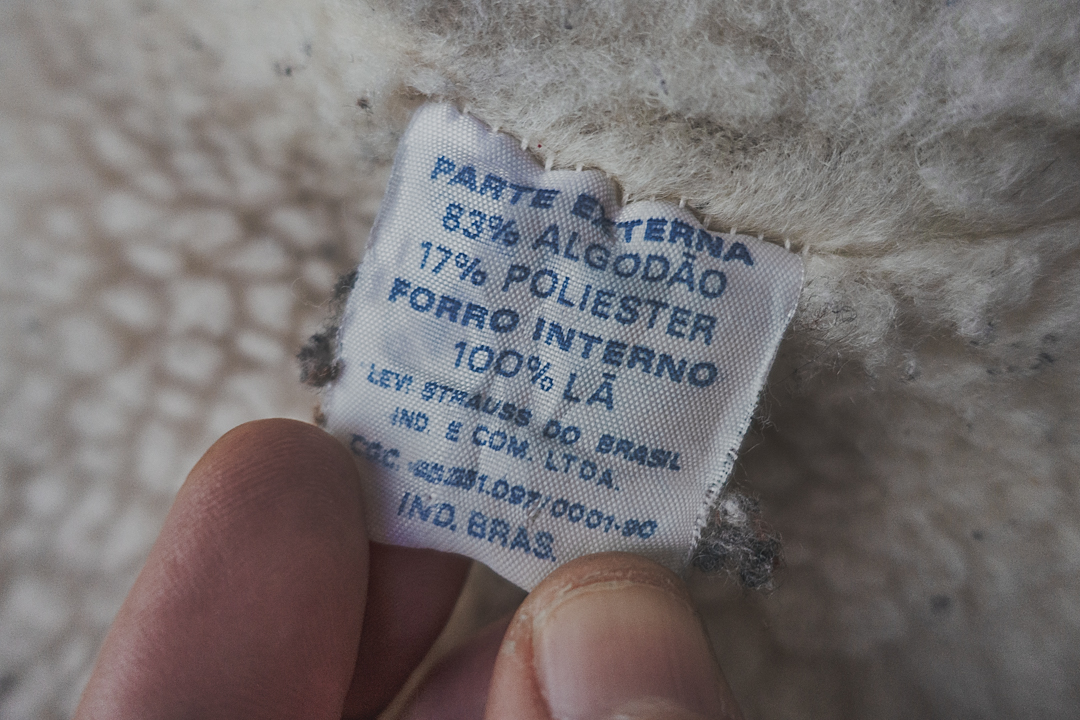 PARTE EXTERNA
83% ALGODÃO
17% POLIESTER
FORRO INTERNO
100% LÃ
LEVI STRAUSS DO BRASIL
IND E COM. LTDA.
CGC
IND. BRAS.